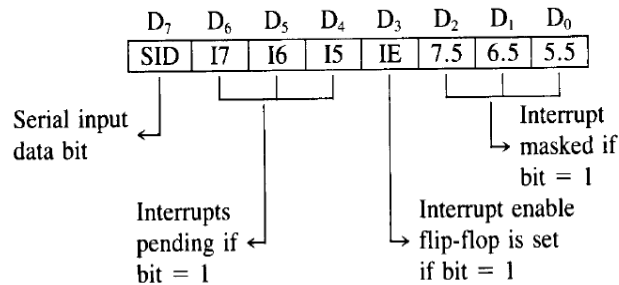 D₇ D₆ D₅ D₄ D₃ D₂ D₁ D₀
SID I7 I6 I5 IE 7.5 6.5 5.5
Serial input
data bit
Interrupts
pending if
bit = 1
Interrupt enable
flip-flop is set
if bit = 1
Interrupt
masked if
bit = 1